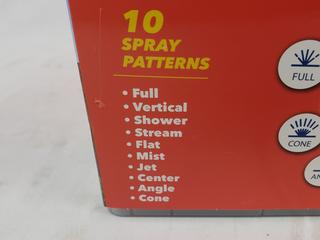 10
SPRAY
PATTERNS
• Full
• Vertical
• Shower
• Stream
• Flat
• Mist
• Jet
• Center
• Angle
• Cone
FULL
CONE